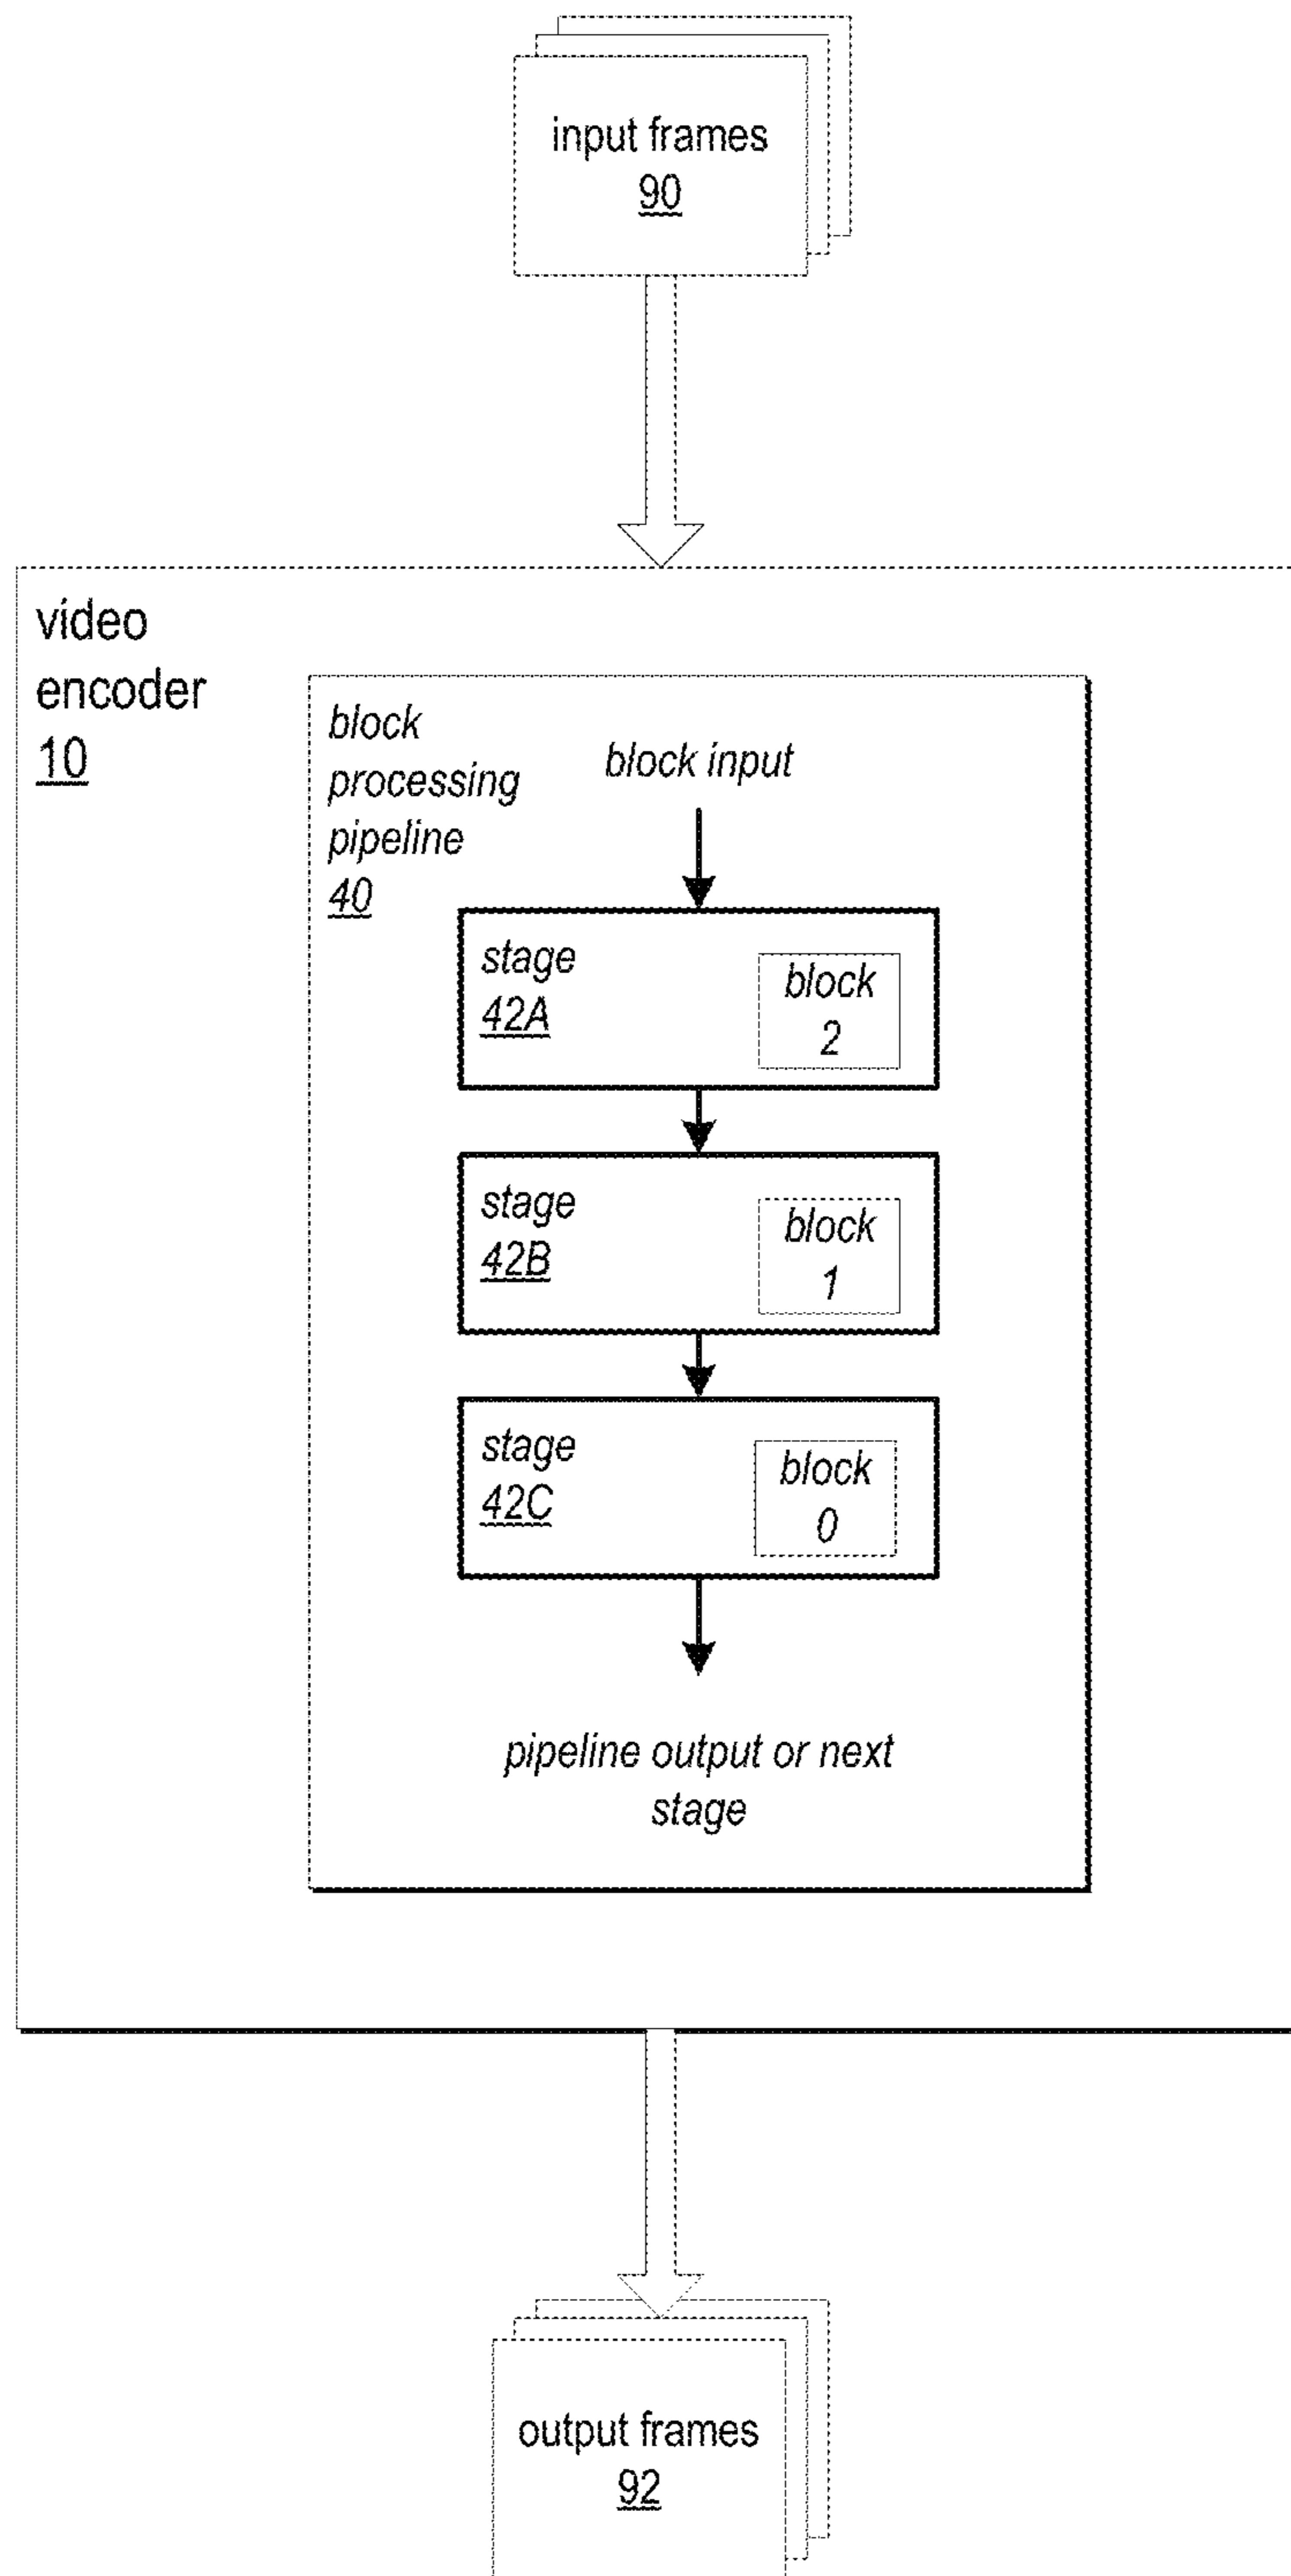 input frames
90
video
encoder
10
block
processing
pipeline
40
block input
stage
42A
block
2
stage
42B
block
1
stage
42C
block
0
pipeline output or next
stage
output frames
92